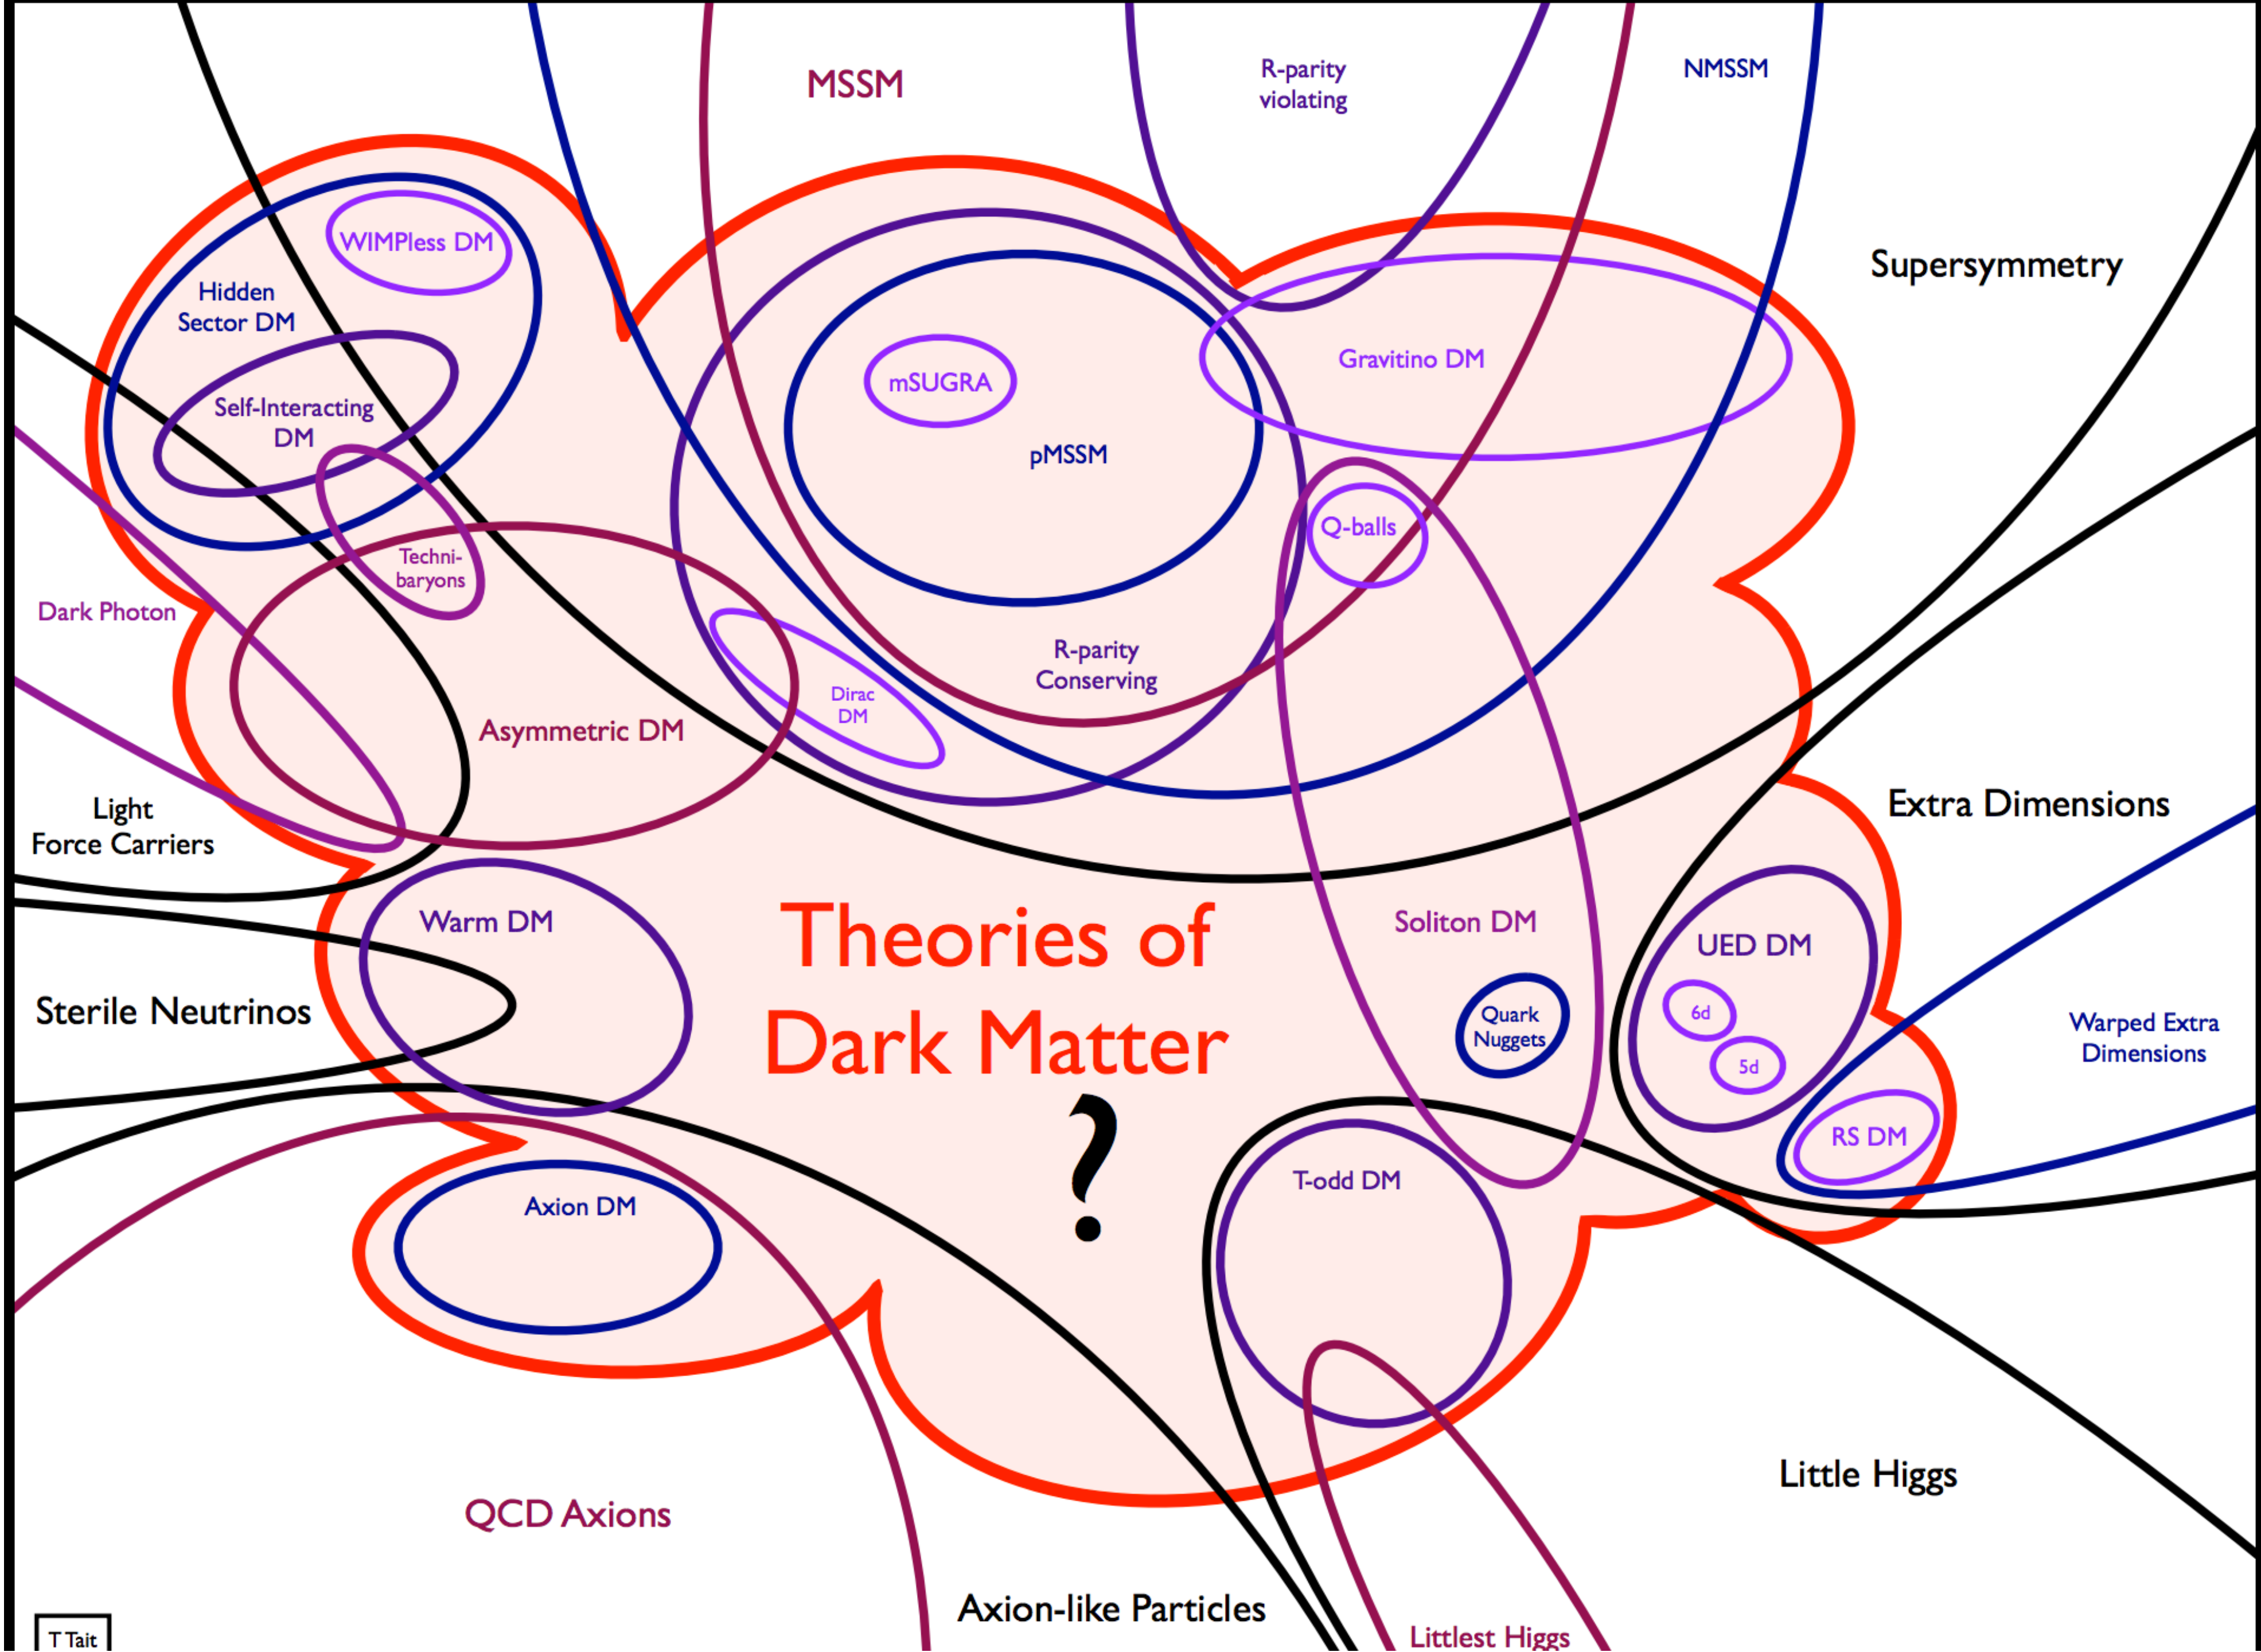 MSSM
R-parity
violating
NMSSM
WIMPless DM
Supersymmetry
Hidden
Sector DM
Gravitino DM
mSUGRA
Self-Interacting
DM
pMSSM
Q-balls
Techni-
baryons
Dark Photon
R-parity
Conserving
Dirac
DM
Asymmetric DM
Light
Force Carriers
Extra Dimensions
Warm DM
Theories of
Dark Matter
?
Soliton DM
UED DM
Sterile Neutrinos
Quark
Nuggets
6d
5d
Warped Extra
Dimensions
RS DM
Axion DM
T-odd DM
Little Higgs
QCD Axions
Axion-like Particles
Littlest Higgs
T Tait